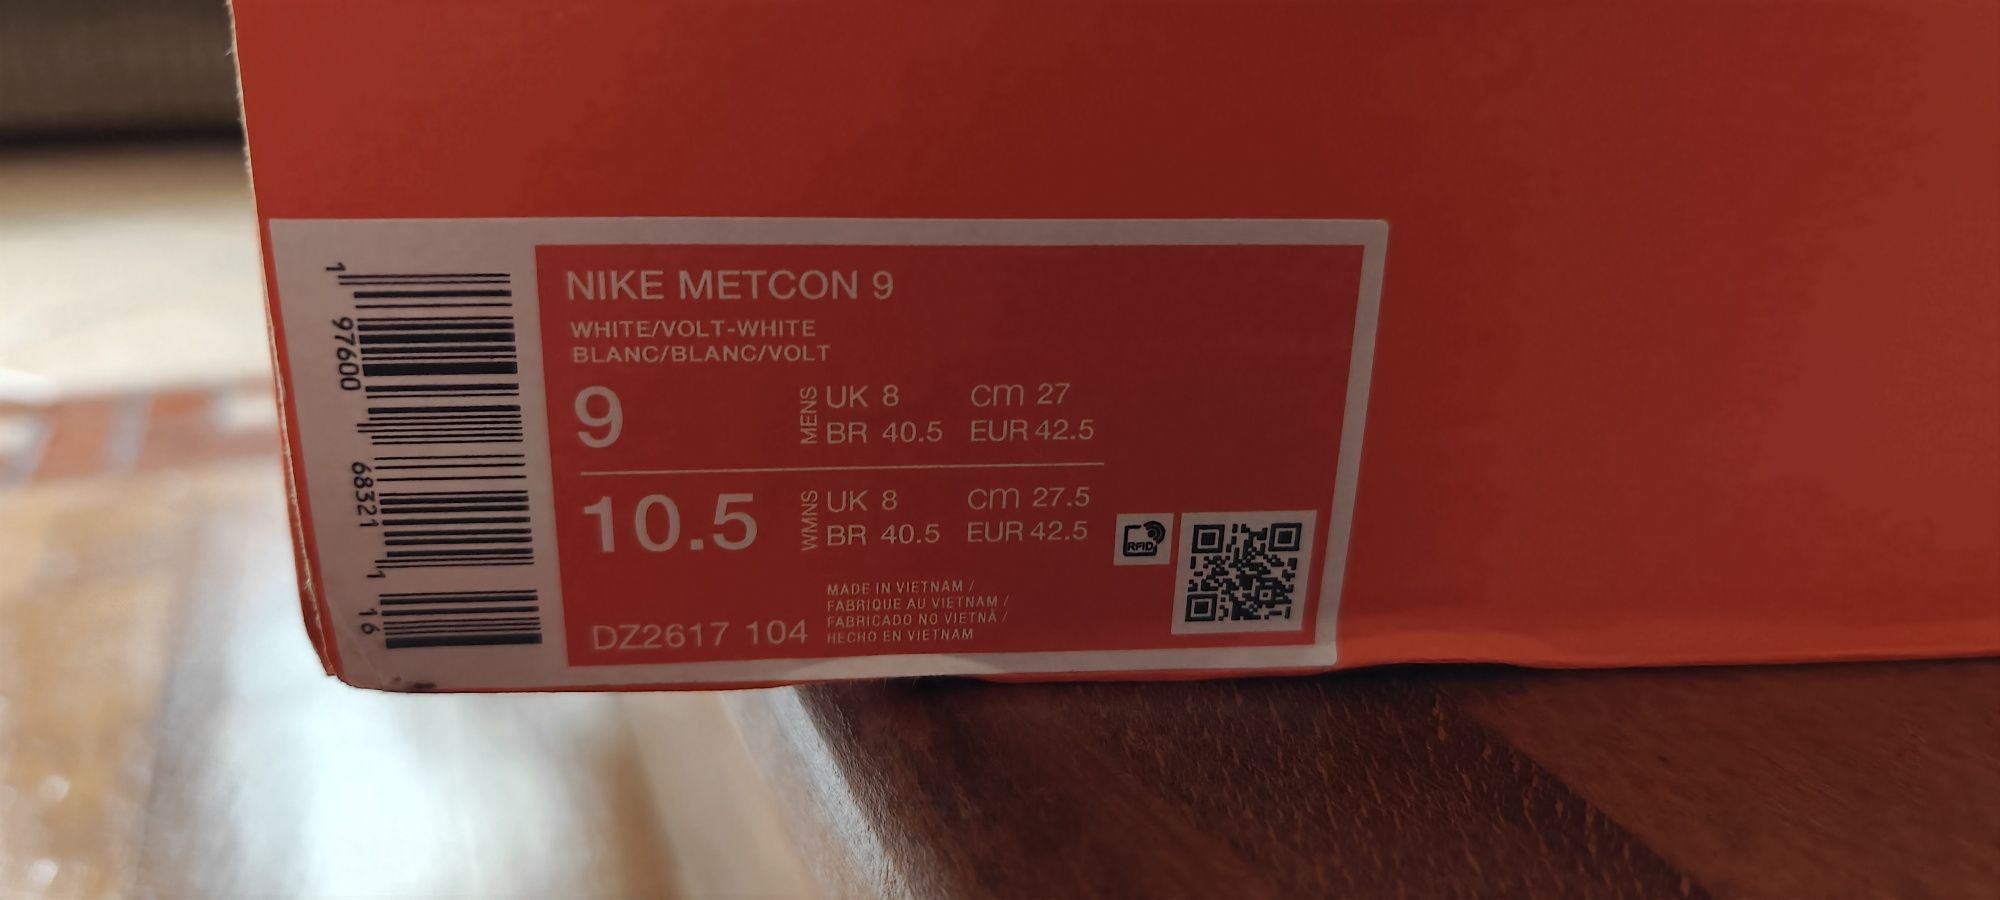 1 97600 68321 1 16
NIKE METCON 9
WHITE/VOLT-WHITE
BLANC/BLANC/VOLT
9
MENS
UK 8 cm 27
BR 40.5 EUR 42.5
10.5
WMNS
UK 8 cm 27.5
BR 40.5 EUR 42.5
RFID
MADE IN VIETNAM /
FABRIQUE AU VIETNAM /
FABRICADO NO VIETNÃ /
HECHO EN VIETNAM
DZ2617 104